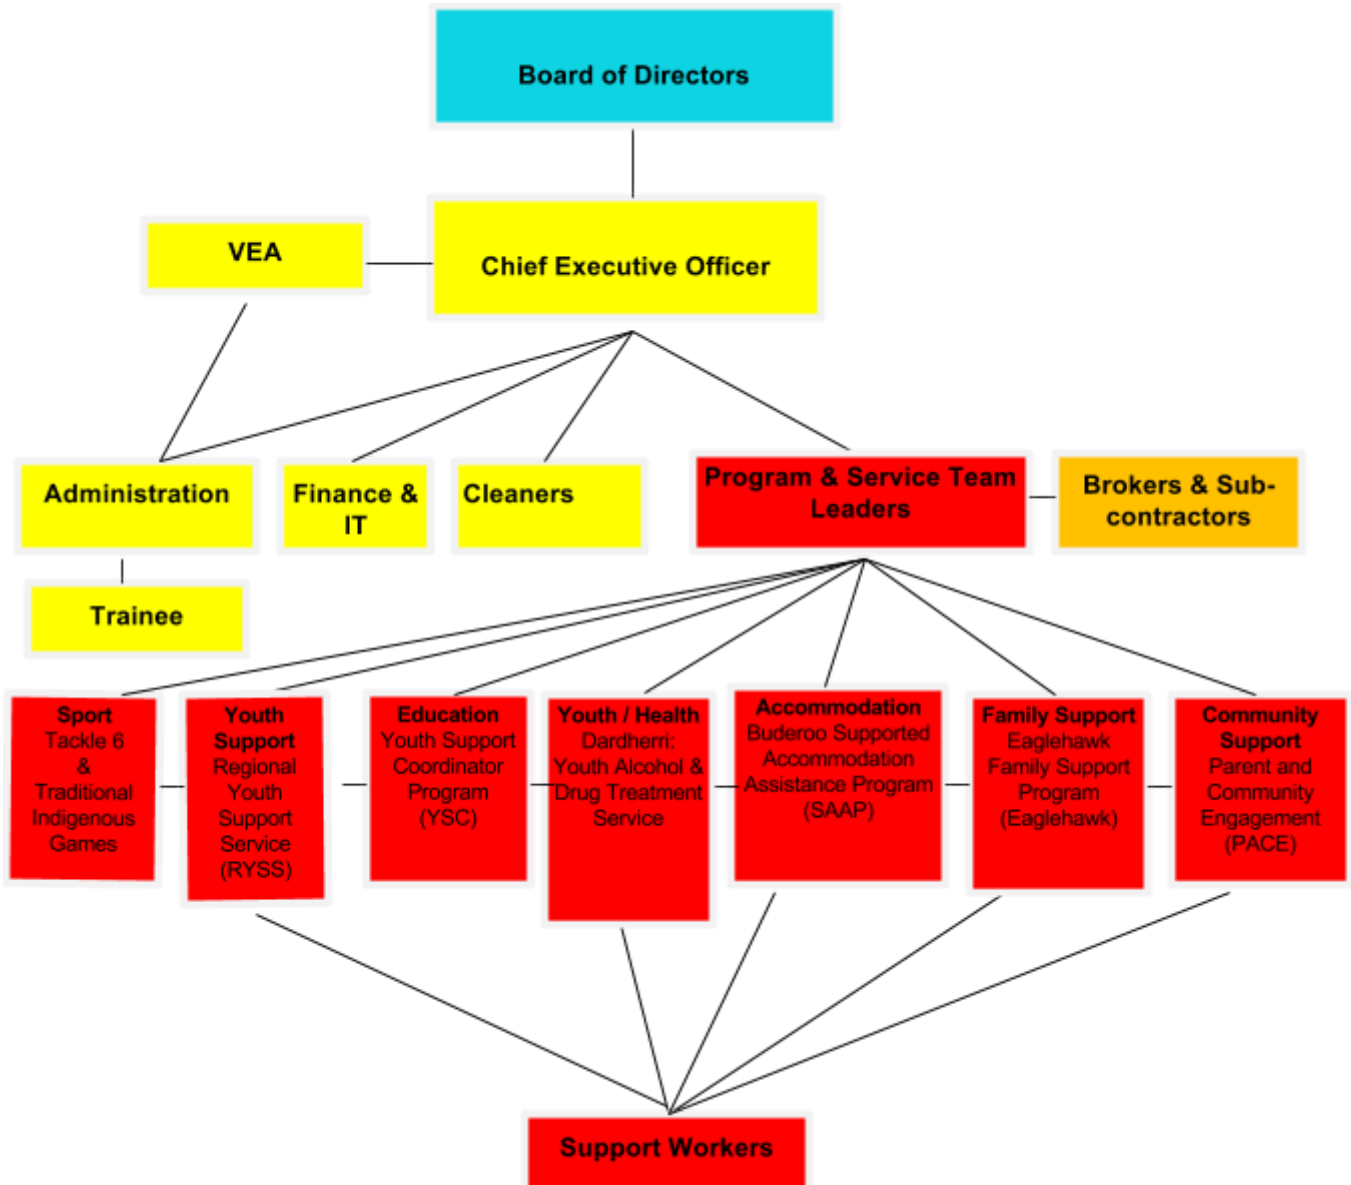 Board of Directors
VEA
Chief Executive Officer
Administration
Finance &
IT
Cleaners
Program & Service Team
Leaders
Brokers & Sub-
contractors
Trainee
Sport
Tackle 6
&
Traditional
Indigenous
Games
Youth
Support
Regional
Youth
Support
Service
(RYSS)
Education
Youth Support
Coordinator
Program
(YSC)
Youth / Health
Dardherri:
Youth Alcohol &
Drug Treatment
Service
Accommodation
Buderoo Supported
Accommodation
Assistance Program
(SAAP)
Family Support
Eaglehawk
Family Support
Program
(Eaglehawk)
Community
Support
Parent and
Community
Engagement
(PACE)
Support Workers